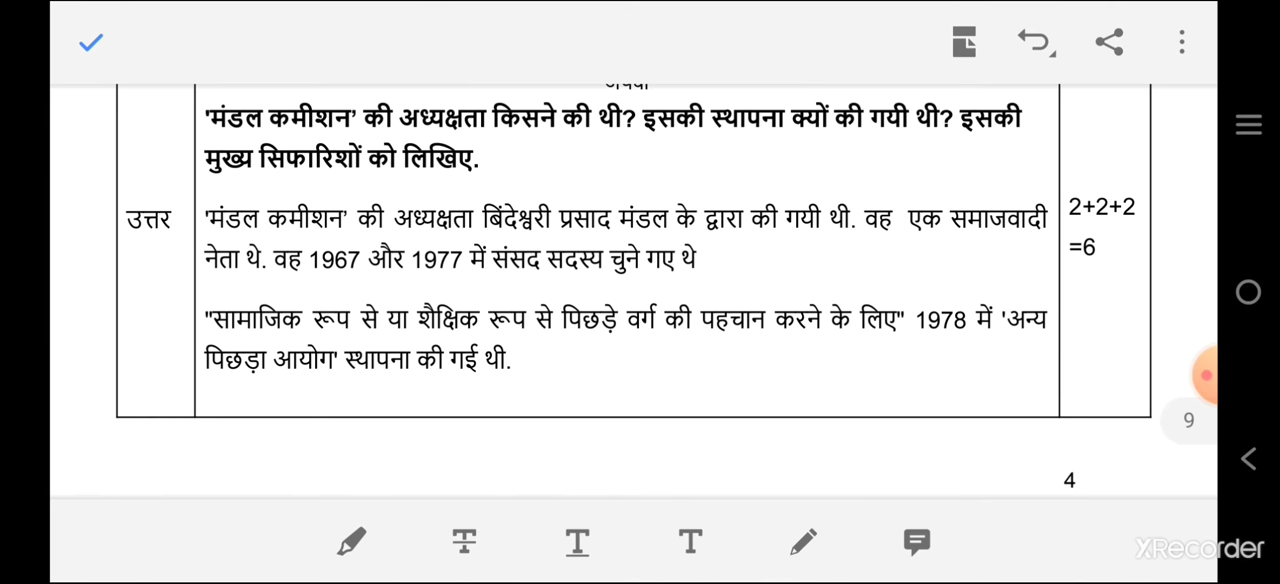 'मंडल कमीशन' की अध्यक्षता किसने की थी? इसकी स्थापना क्यों की गयी थी? इसकी
मुख्य सिफारिशों को लिखिए.
उत्तर
'मंडल कमीशन' की अध्यक्षता बिंदेश्वरी प्रसाद मंडल के द्वारा की गयी थी. वह एक समाजवादी
नेता थे. वह 1967 और 1977 में संसद सदस्य चुने गए थे
2+2+2
=6
"सामाजिक रूप से या शैक्षिक रूप से पिछड़े वर्ग की पहचान करने के लिए" 1978 में 'अन्य
पिछड़ा आयोग' स्थापना की गई थी.
9
4
T
T
T
XRecorder